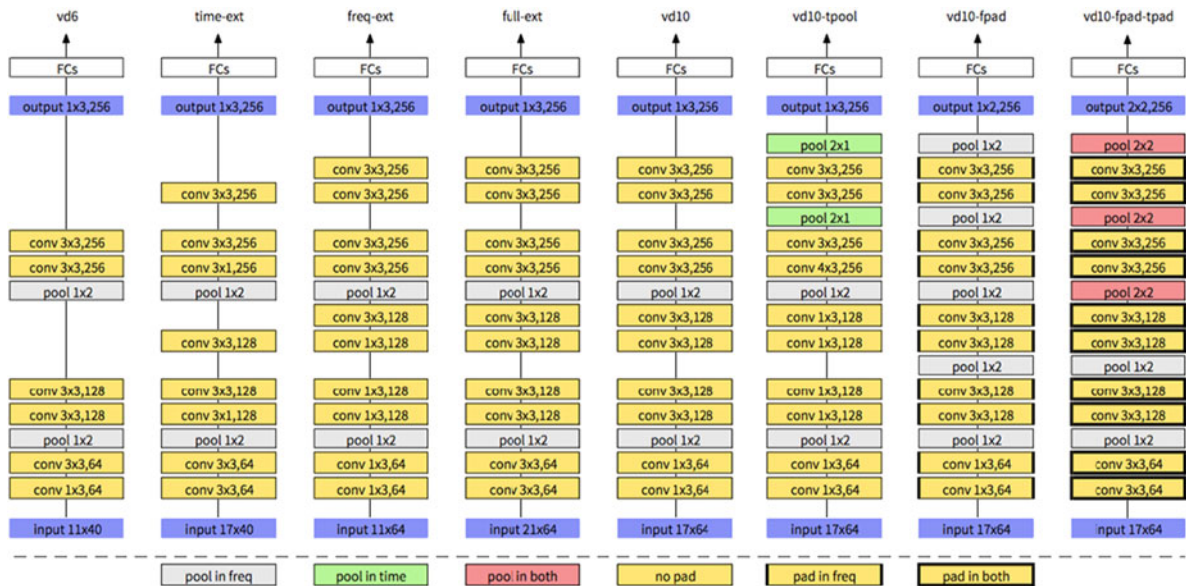 vd6 time-ext freq-ext full-ext vd10 vd10-tpool vd10-fpad vd10-fpad-tpad
FCs FCs FCs FCs FCs FCs FCs FCs
output 1x3,256 output 1x3,256 output 1x3,256 output 1x3,256 output 1x3,256 output 1x3,256 output 1x2,256 output 2x2,256
pool 2x1 pool 1x2 pool 2x2
conv 3x3,256 conv 3x3,256 conv 3x3,256 conv 3x3,256 conv 3x3,256 conv 3x3,256
conv 3x3,256 conv 3x3,256 conv 3x3,256 conv 3x3,256 conv 3x3,256 conv 3x3,256 conv 3x3,256
pool 2x1 pool 1x2 pool 2x2
conv 3x3,256 conv 3x3,256 conv 3x3,256 conv 3x3,256 conv 3x3,256 conv 3x3,256 conv 3x3,256 conv 3x3,256
conv 3x3,256 conv 3x1,256 conv 3x3,256 conv 3x3,256 conv 3x3,256 conv 4x3,256 conv 3x3,256 conv 3x3,256
pool 1x2 pool 1x2 pool 1x2 pool 1x2 pool 1x2 pool 1x2 pool 1x2 pool 2x2
conv 3x3,128 conv 3x3,128 conv 3x3,128 conv 1x3,128 conv 3x3,128 conv 3x3,128
conv 3x3,128 conv 1x3,128 conv 3x3,128 conv 3x3,128 conv 1x3,128 conv 3x3,128 conv 3x3,128
pool 1x2 pool 1x2
conv 3x3,128 conv 3x3,128 conv 1x3,128 conv 3x3,128 conv 3x3,128 conv 1x3,128 conv 3x3,128 conv 3x3,128
conv 3x3,128 conv 3x1,128 conv 1x3,128 conv 3x3,128 conv 3x3,128 conv 1x3,128 conv 3x3,128 conv 3x3,128
pool 1x2 pool 1x2 pool 1x2 pool 1x2 pool 1x2 pool 1x2 pool 1x2 pool 1x2
conv 3x3,64 conv 3x3,64 conv 1x3,64 conv 3x3,64 conv 1x3,64 conv 1x3,64 conv 1x3,64 conv 3x3,64
conv 1x3,64 conv 3x3,64 conv 1x3,64 conv 3x3,64 conv 1x3,64 conv 1x3,64 conv 1x3,64 conv 3x3,64
input 11x40 input 17x40 input 11x64 input 21x64 input 17x64 input 17x64 input 17x64 input 17x64
pool in freq pool in time pool in both no pad pad in freq pad in both